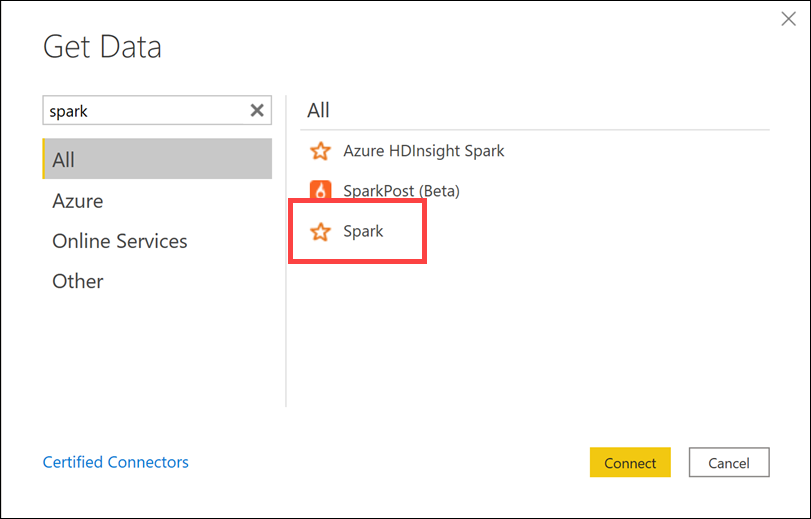 Get Data
spark
All
Azure
Online Services
Other
All
Azure HDInsight Spark
SparkPost (Beta)
Spark
Certified Connectors
Connect
Cancel